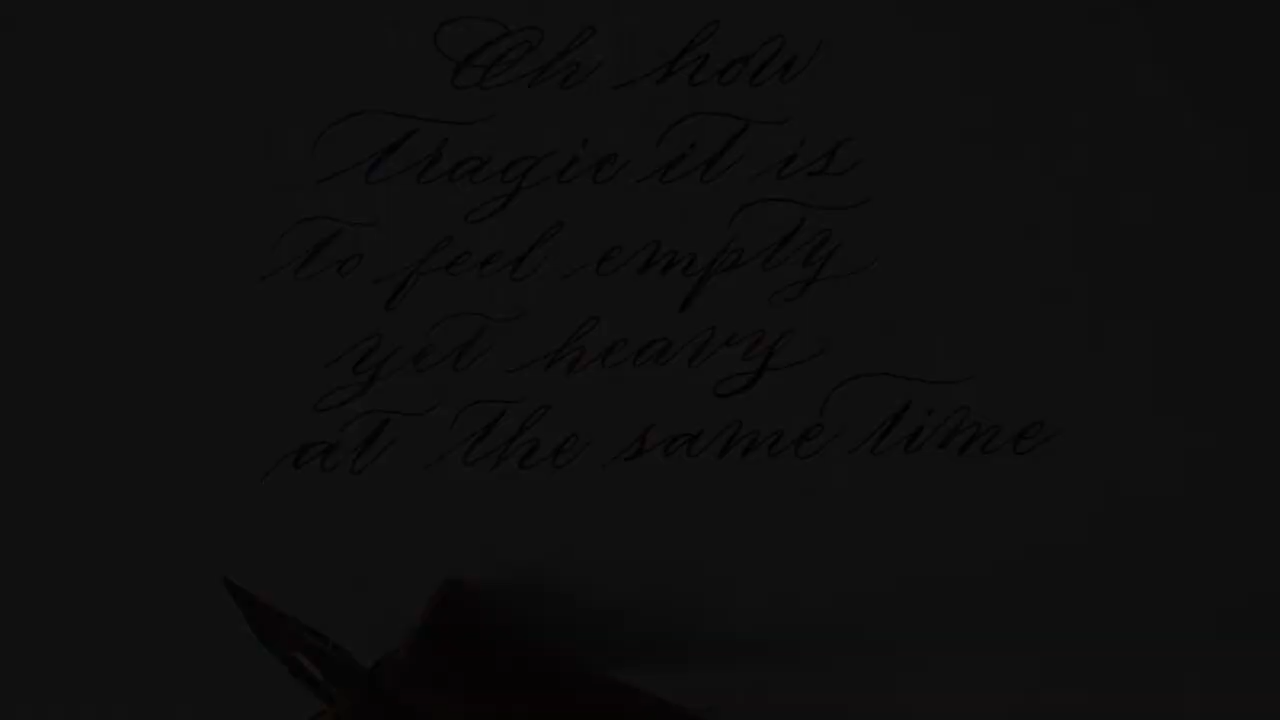 Oh how
tragic it is
to feel empty
yet heavy
at the same time